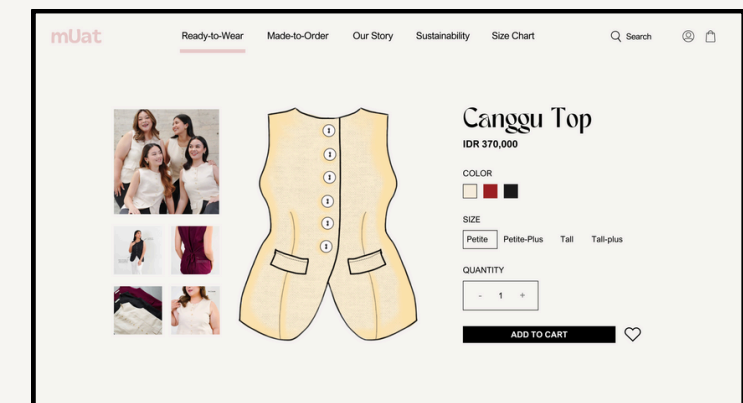 mUat
Ready-to-Wear Made-to-Order Our Story Sustainability Size Chart Search
Canggu Top
IDR 370,000
COLOR
SIZE
Petite Petite-Plus Tall Tall-plus
QUANTITY
- 1 +
ADD TO CART